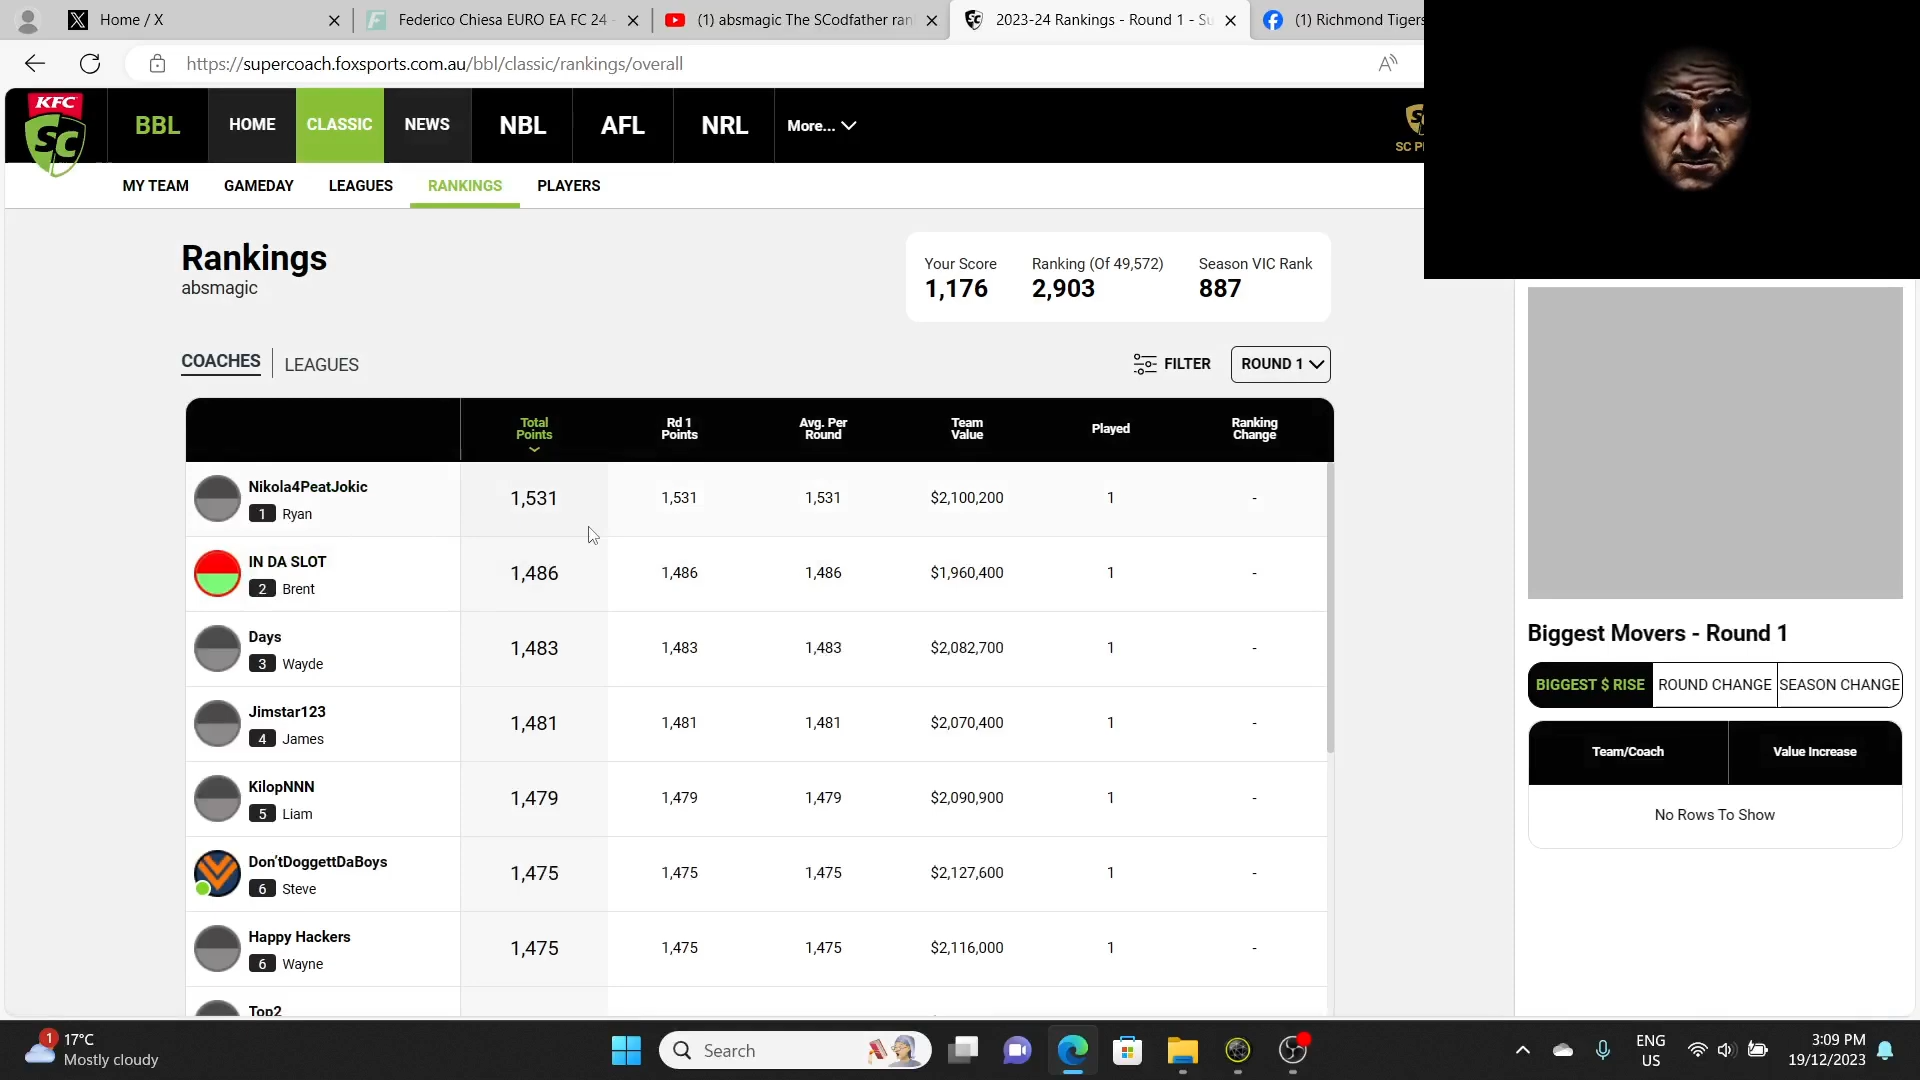 Home / X
Federico Chiesa EURO EA FC 24 -
(1) absmagic The SCodfather ran
2023-24 Rankings - Round 1 - Su
(1) Richmond Tigers
https://supercoach.foxsports.com.au/bbl/classic/rankings/overall
KFC
SC
BBL
HOME
CLASSIC
NEWS
NBL
AFL
NRL
More...
SC
MY TEAM
GAMEDAY
LEAGUES
RANKINGS
PLAYERS
Rankings
absmagic
Your Score
1,176
Ranking (Of 49,572)
2,903
Season VIC Rank
887
COACHES
LEAGUES
FILTER
ROUND 1
Total Points
Rd 1 Points
Avg. Per Round
Team Value
Played
Ranking Change
Nikola4PeatJokic
1 Ryan
1,531 1,531 1,531 $2,100,200 1 -
IN DA SLOT
2 Brent
1,486 1,486 1,486 $1,960,400 1 -
Days
3 Wayde
1,483 1,483 1,483 $2,082,700 1 -
Jimstar123
4 James
1,481 1,481 1,481 $2,070,400 1 -
KilopNNN
5 Liam
1,479 1,479 1,479 $2,090,900 1 -
Don'tDoggettDaBoys
6 Steve
1,475 1,475 1,475 $2,127,600 1 -
Happy Hackers
6 Wayne
1,475 1,475 1,475 $2,116,000 1 -
Top2
Biggest Movers - Round 1
BIGGEST $ RISE
ROUND CHANGE
SEASON CHANGE
Team/Coach
Value Increase
No Rows To Show
1
17°C
Mostly cloudy
Search
ENG
US
3:09 PM
19/12/2023